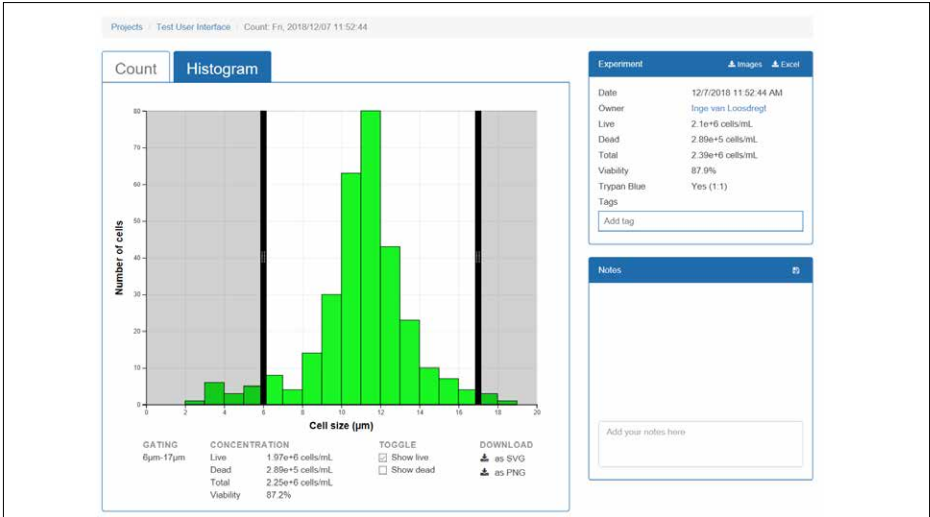 Projects / Test User Interface / Count: Fri, 2018/12/07 11:52:44
Count Histogram
80
70
60
50
40
30
20
10
0
Number of cells
0 2 4 6 8 10 12 14 16 18 20
Cell size (µm)
GATING
6µm-17µm
CONCENTRATION
Live 1.97e+6 cells/mL
Dead 2.89e+5 cells/mL
Total 2.25e+6 cells/mL
Viability 87.2%
TOGGLE
Show live
Show dead
DOWNLOAD
as SVG
as PNG
Experiment Images Excel
Date 12/7/2018 11:52:44 AM
Owner Inge van Loosdregt
Live 2.1e+6 cells/mL
Dead 2.89e+5 cells/mL
Total 2.39e+6 cells/mL
Viability 87.9%
Trypan Blue Yes (1:1)
Tags
Add tag
Notes
Add your notes here